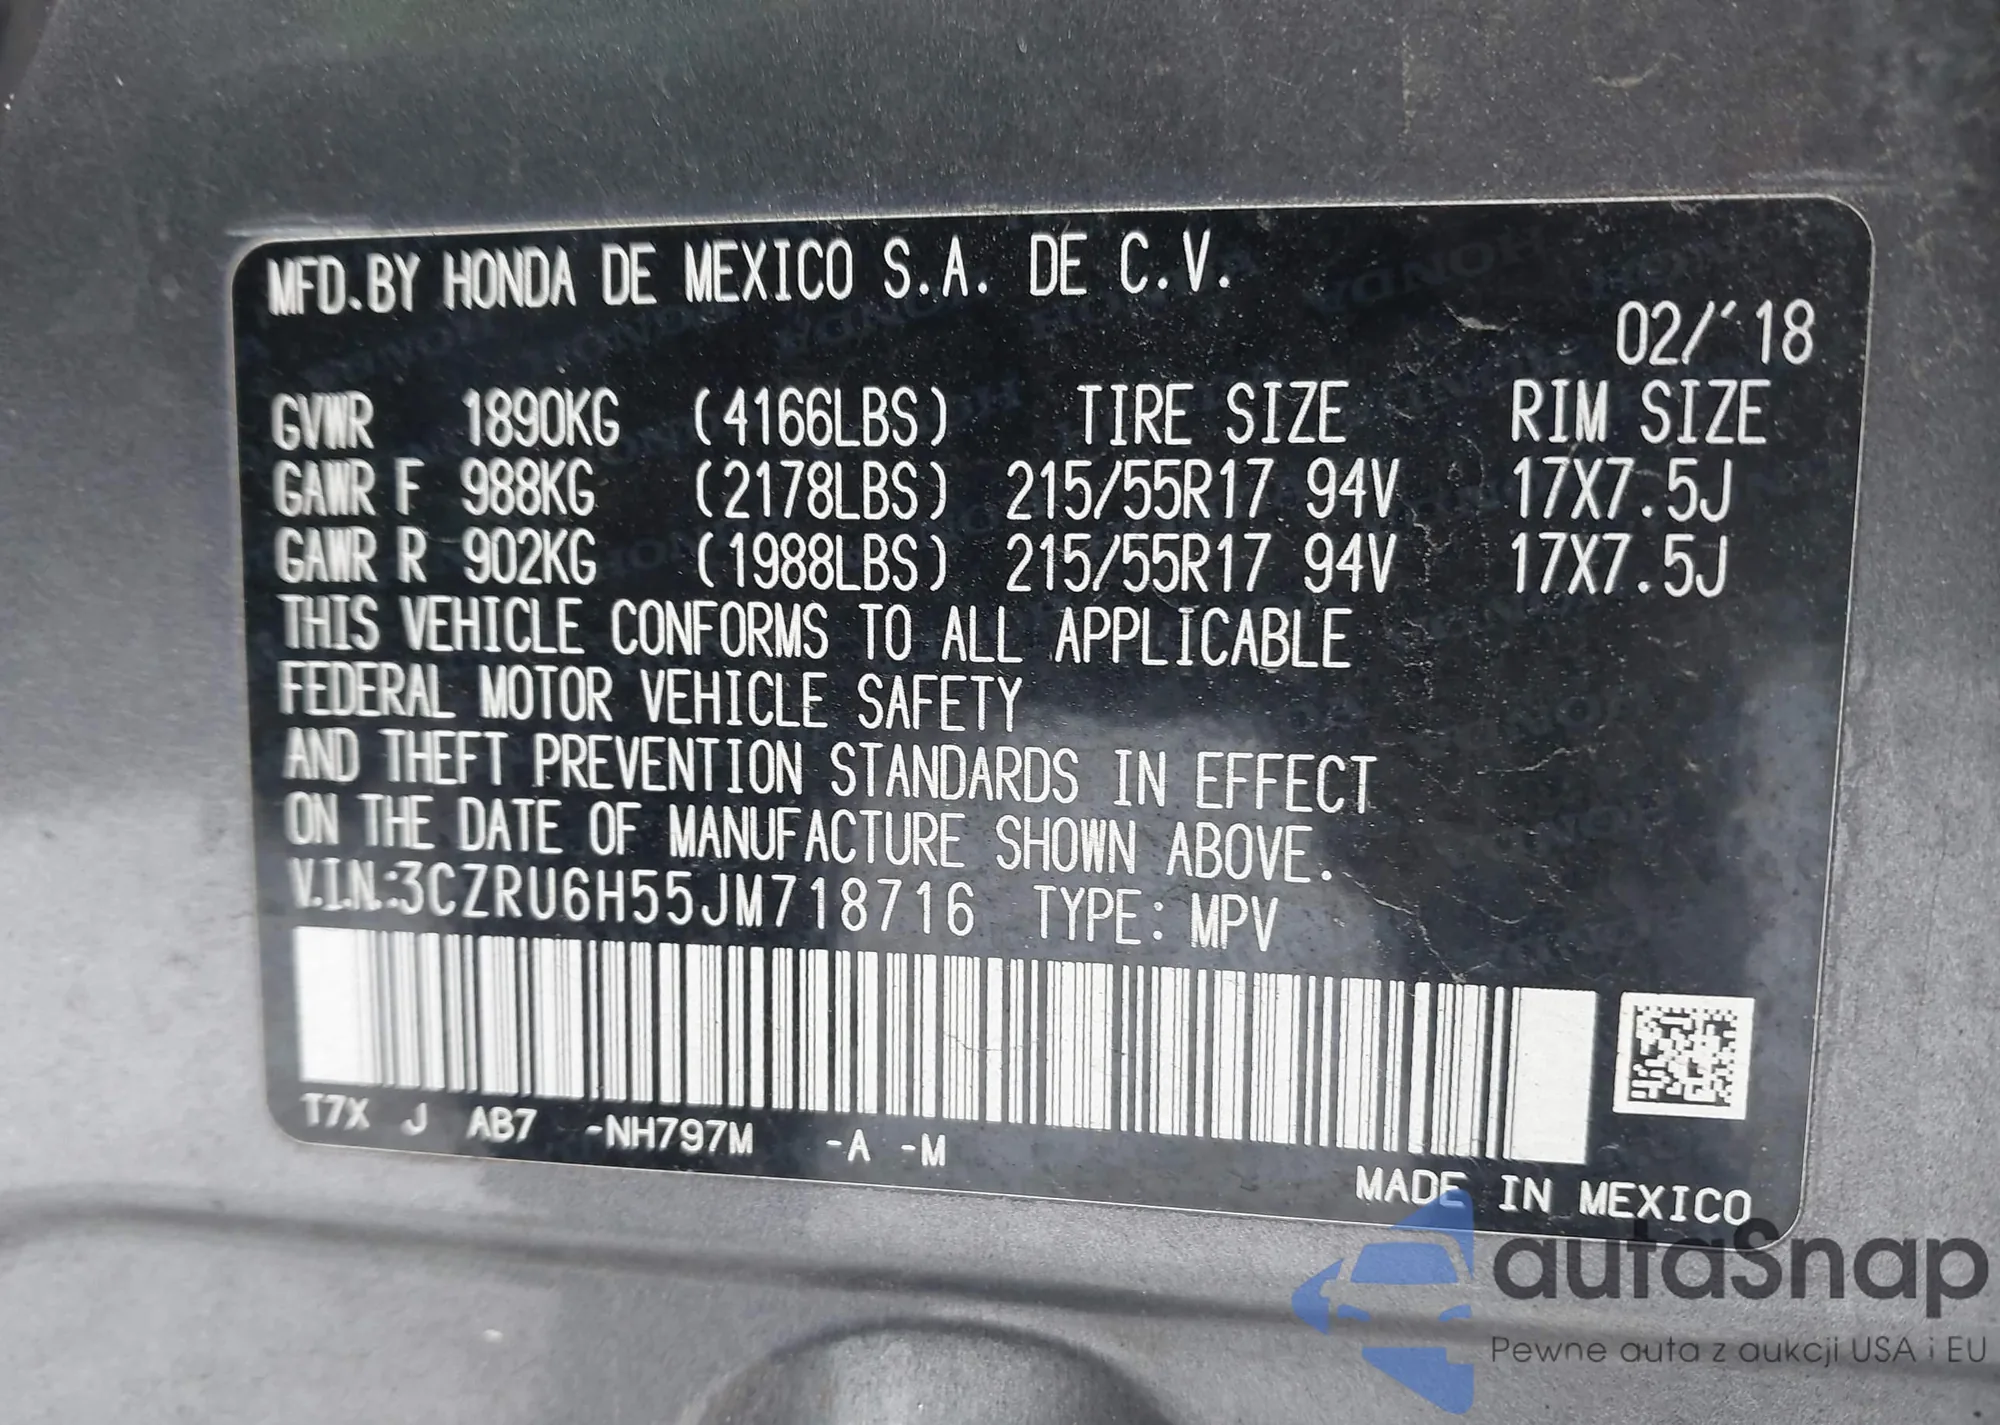 MFD.BY HONDA DE MEXICO S.A. DE C.V.
02/'18
GVWR 1890KG (4166LBS) TIRE SIZE RIM SIZE
GAWR F 988KG (2178LBS) 215/55R17 94V 17X7.5J
GAWR R 902KG (1988LBS) 215/55R17 94V 17X7.5J
THIS VEHICLE CONFORMS TO ALL APPLICABLE
FEDERAL MOTOR VEHICLE SAFETY
AND THEFT PREVENTION STANDARDS IN EFFECT
ON THE DATE OF MANUFACTURE SHOWN ABOVE.
V.I.N.:3CZRU6H55JM718716 TYPE: MPV
T7X J AB7 -NH797M -A -M
MADE IN MEXICO
autaSnap
Pewne auta z aukcji USA i EU